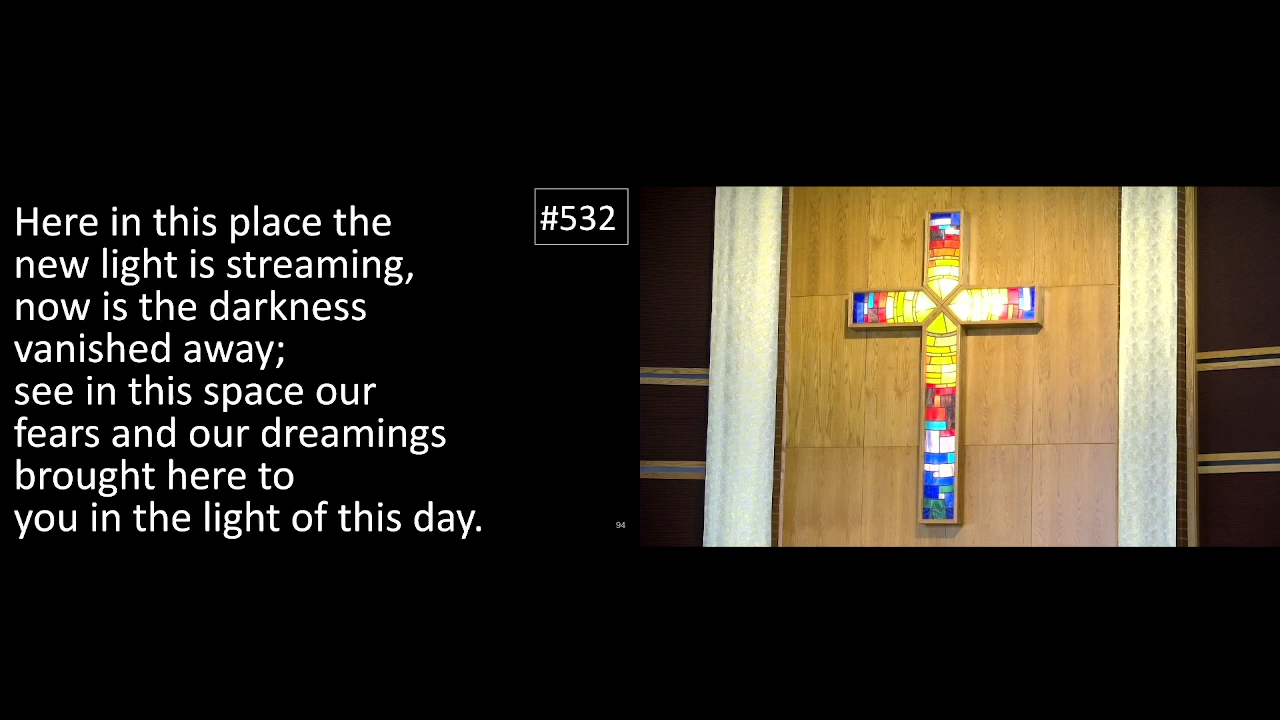 #532
Here in this place the
new light is streaming,
now is the darkness
vanished away;
see in this space our
fears and our dreamings
brought here to
you in the light of this day.
94